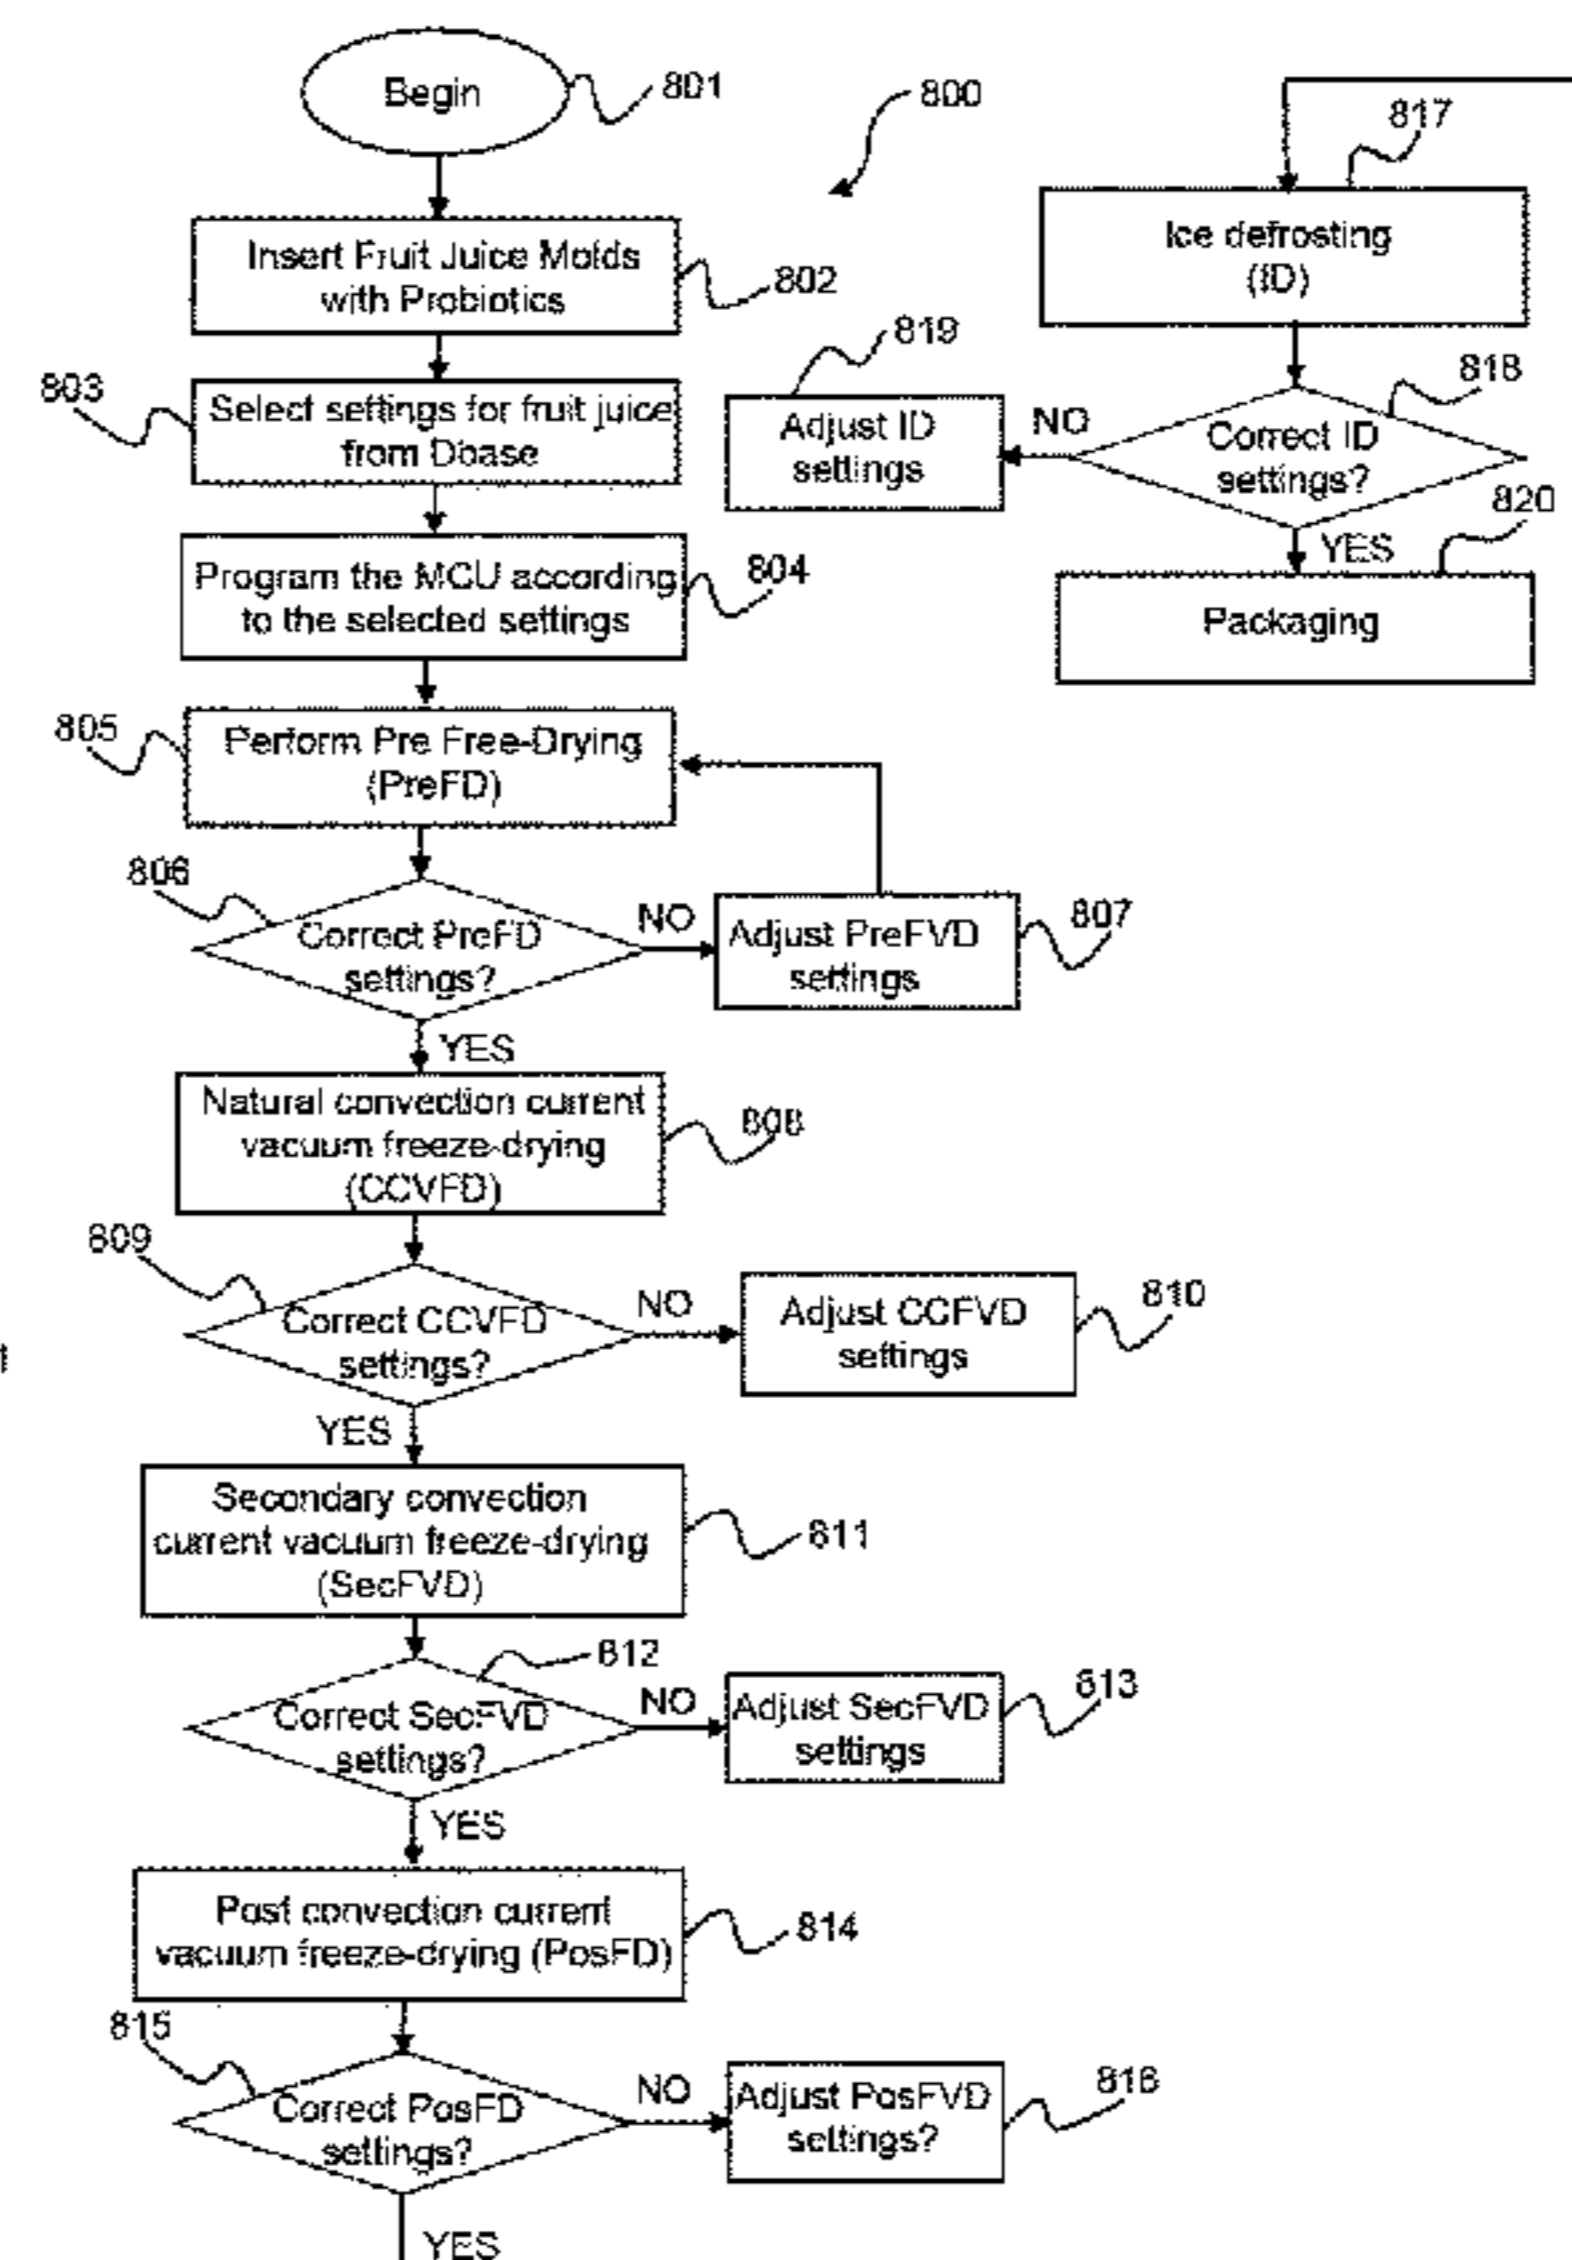 Begin
801
800
Insert Fruit Juice Molds
with Probiotics
802
803
Select settings for fruit juice
from Dbase
Program the MCU according
to the selected settings
804
805
Perform Pre Free-Drying
(PreFD)
806
Correct PreFD
settings?
NO
Adjust PreFVD
settings
807
YES
Natural convection current
vacuum freeze-drying
(CCVFD)
808
809
Correct CCVFD
settings?
NO
Adjust CCFVD
settings
810
YES
Secondary convection
current vacuum freeze-drying
(SecFVD)
811
812
Correct SecFVD
settings?
NO
Adjust SecFVD
settings
813
YES
Post convection current
vacuum freeze-drying (PosFD)
814
815
Correct PosFD
settings?
NO
Adjust PosFVD
settings?
816
YES
817
Ice defrosting
(ID)
818
Correct ID
settings?
NO
819
Adjust ID
settings
YES
820
Packaging